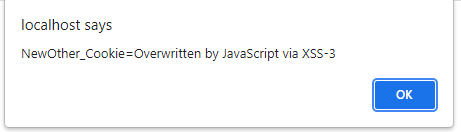 localhost says
NewOther_Cookie=Overwritten by JavaScript via XSS-3
OK